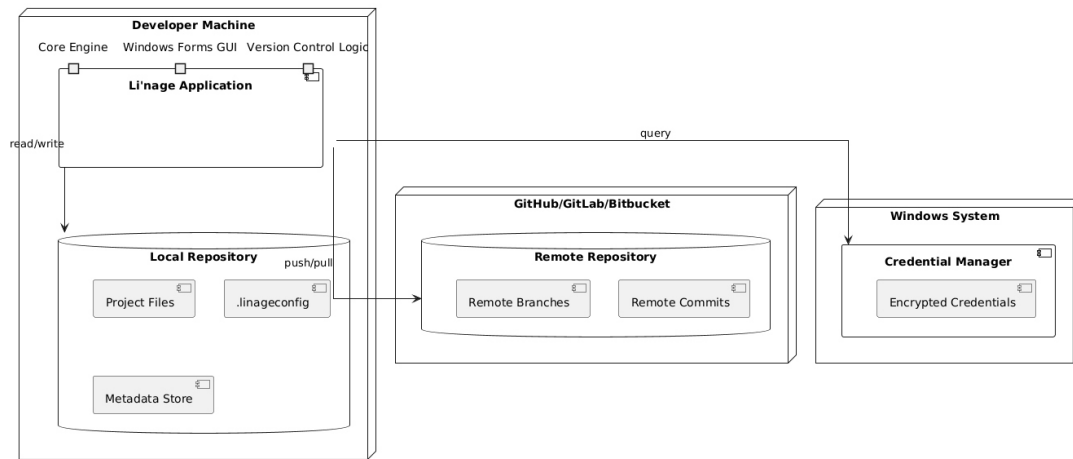 Developer Machine
Core Engine
Windows Forms GUI
Version Control Logic
Li'nage Application
read/write
query
Local Repository
Project Files
.linageconfig
Metadata Store
push/pull
GitHub/GitLab/Bitbucket
Remote Repository
Remote Branches
Remote Commits
Windows System
Credential Manager
Encrypted Credentials